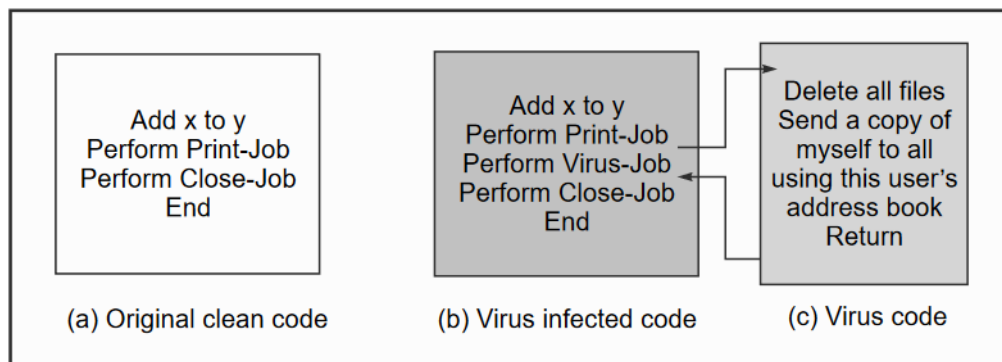 Add x to y
Perform Print-Job
Perform Close-Job
End
(a) Original clean code
Add x to y
Perform Print-Job
Perform Virus-Job
Perform Close-Job
End
(b) Virus infected code
Delete all files
Send a copy of
myself to all
using this user's
address book
Return
(c) Virus code